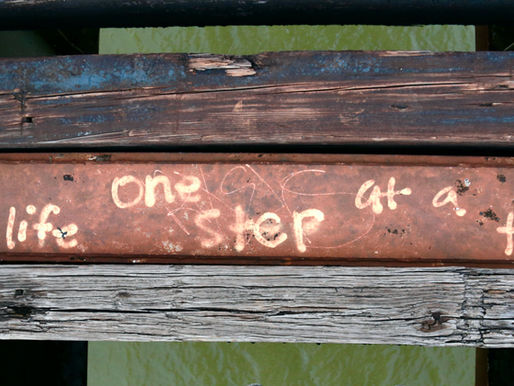 life one step at a t